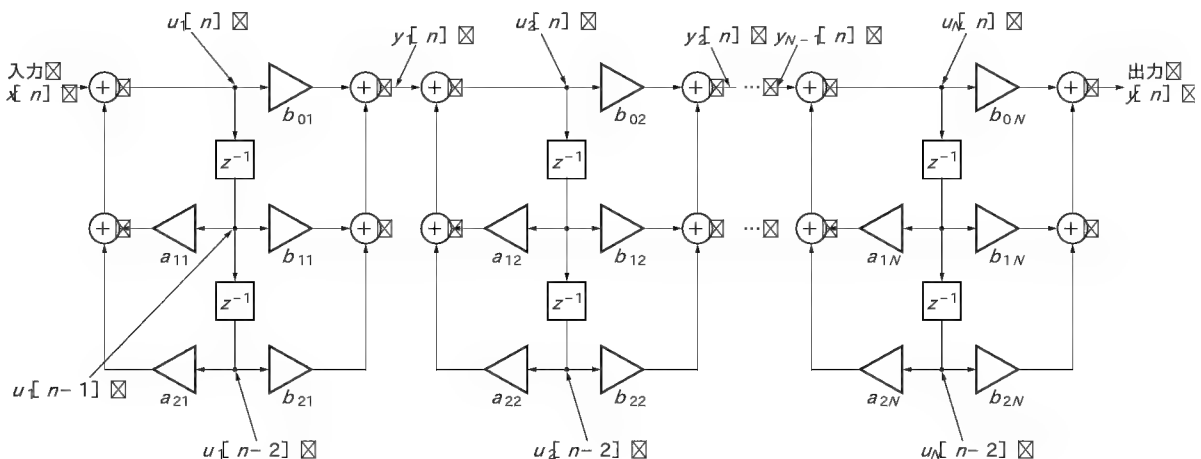 u1[n] u2[n] uN[n]
y1[n] y2[n] yN−1[n]
入力 出力
x[n] y[n]
+ + + + ··· + +
b01 b02 b0N
z−1 z−1 z−1
+ + + + ··· + +
a11 b11 a12 b12 a1N b1N
z−1 z−1 z−1
u1[n−1]
a21 b21 a22 b22 a2N b2N
u1[n−2] u2[n−2] uN[n−2]